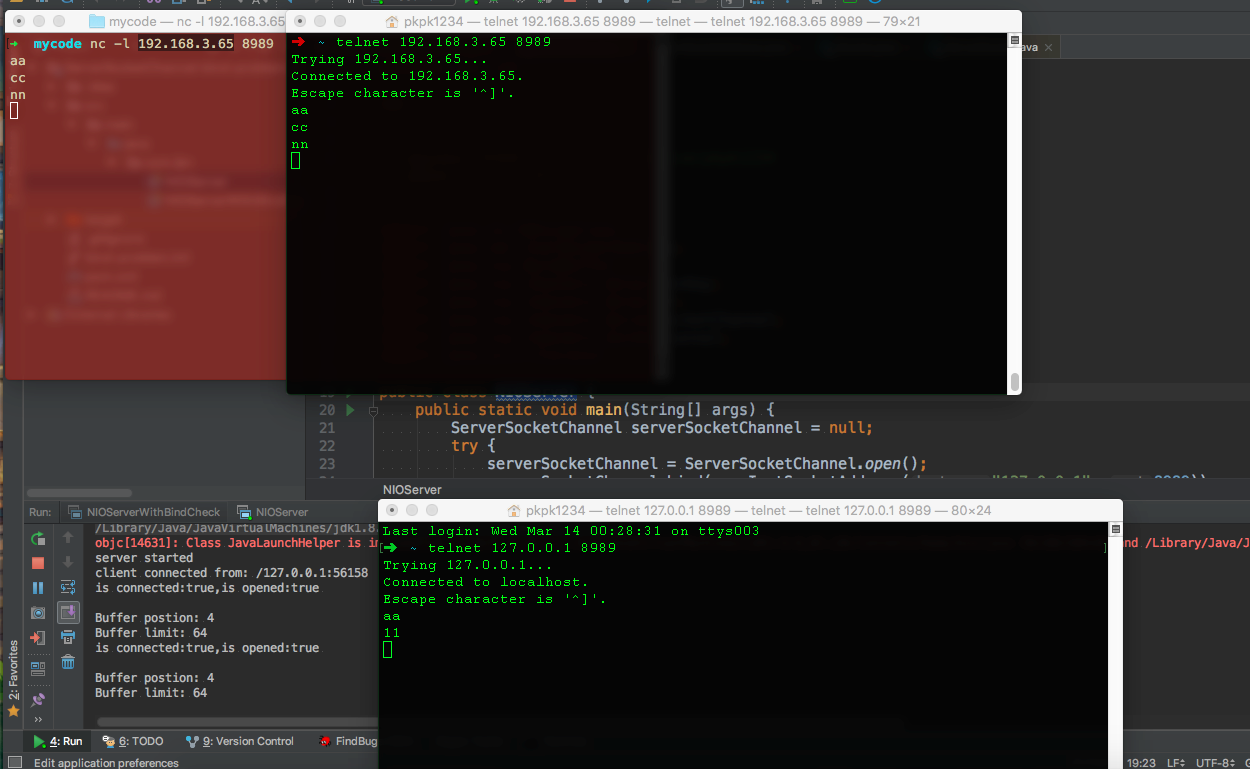 mycode — nc -l 192.168.3.65
→ mycode nc -l 192.168.3.65 8989
aa
cc
nn
pkpk1234 — telnet 192.168.3.65 8989 — telnet — telnet 192.168.3.65 8989 — 79×21
→ ~ telnet 192.168.3.65 8989
Trying 192.168.3.65...
Connected to 192.168.3.65.
Escape character is '^]'.
aa
cc
nn
ava ×
public class NIOServer {
20 public static void main(String[] args) {
21 ServerSocketChannel serverSocketChannel = null;
22 try {
23 serverSocketChannel = ServerSocketChannel.open();
NIOServer
Run: NIOServerWithBindCheck NIOServer
/Library/Java/JavaVirtualMachines/jdk1.8.
objc[14631]: Class JavaLaunchHelper is i
nd /Library/Java/J
server started
client connected from: /127.0.0.1:56158
is connected:true,is opened:true
Buffer postion: 4
Buffer limit: 64
is connected:true,is opened:true
Buffer postion: 4
Buffer limit: 64
pkpk1234 — telnet 127.0.0.1 8989 — telnet — telnet 127.0.0.1 8989 — 80×24
Last login: Wed Mar 14 00:28:31 on ttys003
[→ ~ telnet 127.0.0.1 8989 ]
Trying 127.0.0.1...
Connected to localhost.
Escape character is '^]'.
aa
11
2: Favorites
4: Run 6: TODO 9: Version Control FindBug
Edit application preferences
19:23 LF UTF-8